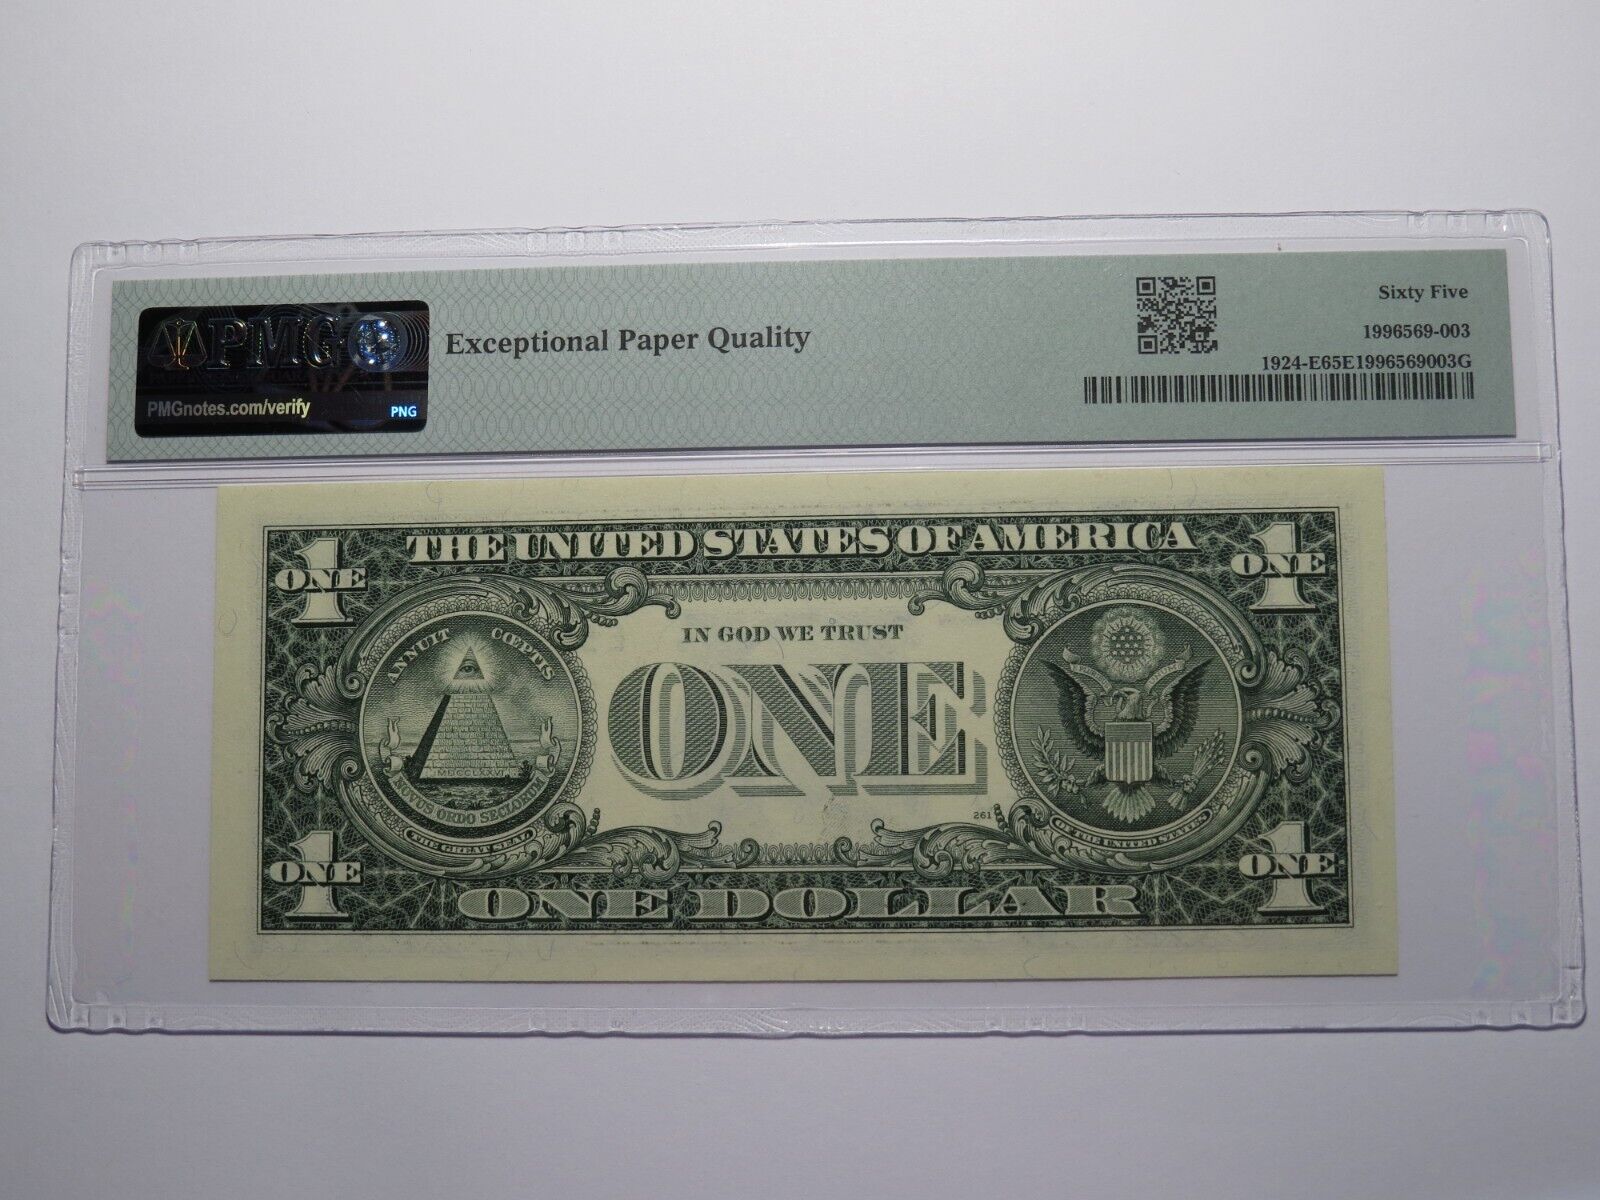 PMG
PMGnotes.com/verify
PNG
Exceptional Paper Quality
Sixty Five
1996569-003
1924-E65E1996569003G
THE UNITED STATES OF AMERICA
1
ONE
1
ONE
ANNUIT CŒPTIS
IN GOD WE TRUST
ONE
MDCCLXXVI
NOVUS ORDO SECLORUM
THE GREAT SEAL
261
OF THE UNITED STATES
1
ONE
1
ONE
ONE DOLLAR